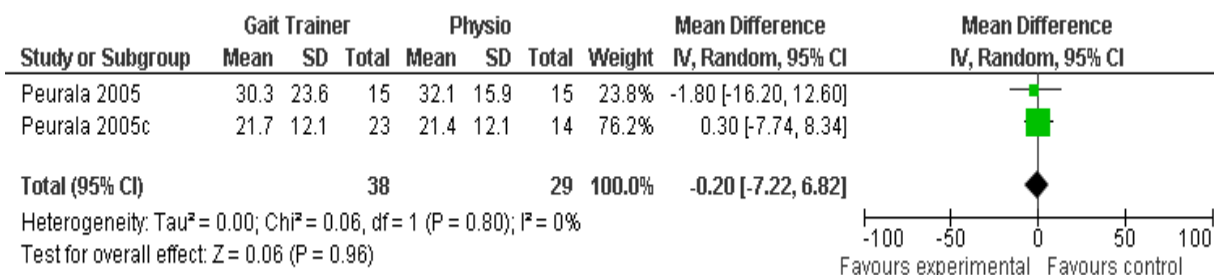 Gait Trainer Physio Mean Difference Mean Difference
Study or Subgroup Mean SD Total Mean SD Total Weight IV, Random, 95% CI IV, Random, 95% CI
Peurala 2005 30.3 23.6 15 32.1 15.9 15 23.8% -1.80 [-16.20, 12.60]
Peurala 2005c 21.7 12.1 23 21.4 12.1 14 76.2% 0.30 [-7.74, 8.34]
Total (95% CI) 38 29 100.0% -0.20 [-7.22, 6.82]
Heterogeneity: Tau² = 0.00; Chi² = 0.06, df = 1 (P = 0.80); I² = 0%
Test for overall effect: Z = 0.06 (P = 0.96)
-100 -50 0 50 100
Favours experimental Favours control